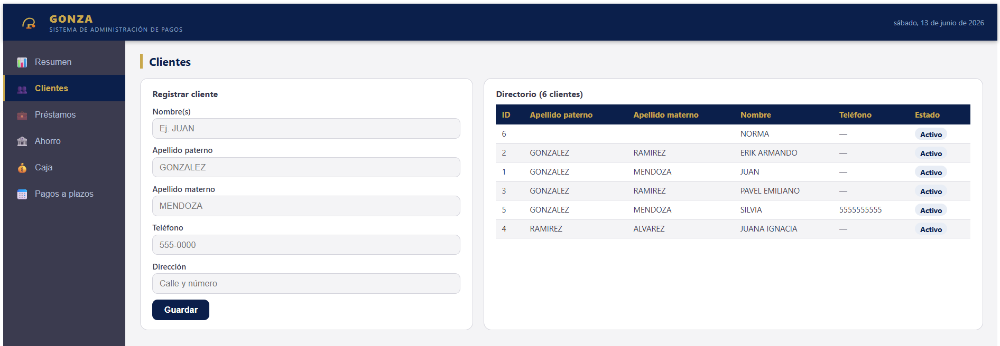 GONZA
SISTEMA DE ADMINISTRACIÓN DE PAGOS
sábado, 13 de junio de 2026
Resumen
Clientes
Préstamos
Ahorro
Caja
Pagos a plazos
Clientes
Registrar cliente
Nombre(s)
Ej. JUAN
Apellido paterno
GONZALEZ
Apellido materno
MENDOZA
Teléfono
555-0000
Dirección
Calle y número
Guardar
Directorio (6 clientes)
ID Apellido paterno Apellido materno Nombre Teléfono Estado
6 NORMA — Activo
2 GONZALEZ RAMIREZ ERIK ARMANDO — Activo
1 GONZALEZ MENDOZA JUAN — Activo
3 GONZALEZ RAMIREZ PAVEL EMILIANO — Activo
5 GONZALEZ MENDOZA SILVIA 5555555555 Activo
4 RAMIREZ ALVAREZ JUANA IGNACIA — Activo